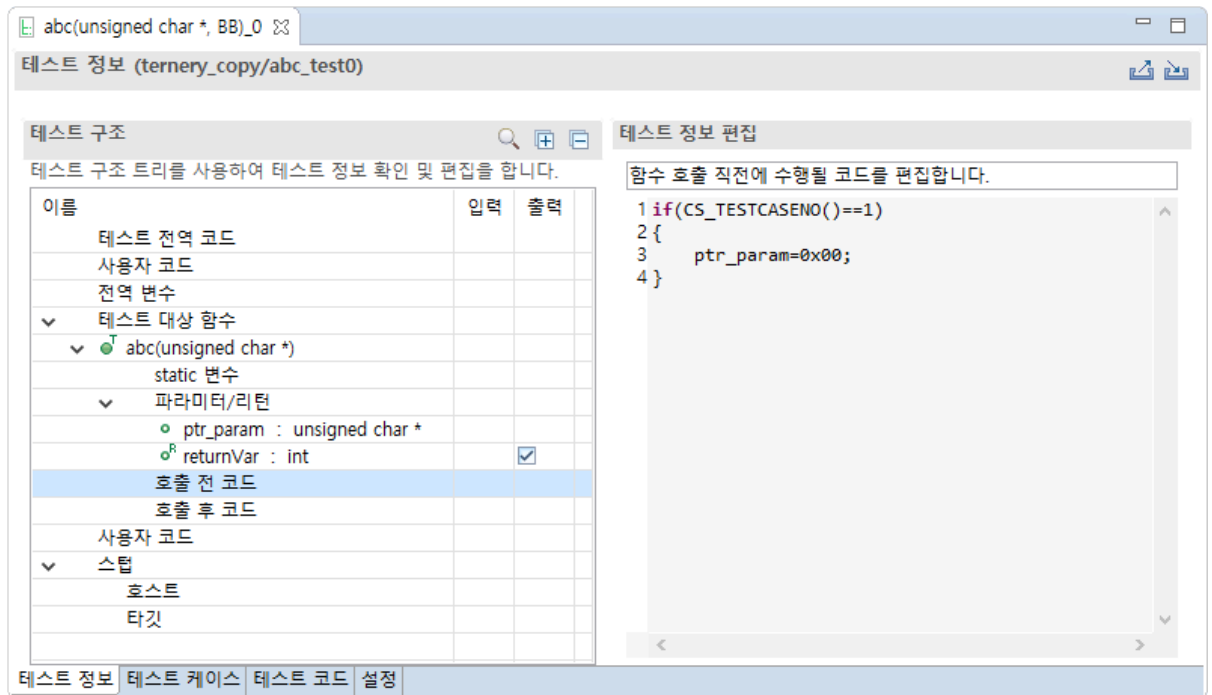 abc(unsigned char *, BB)_0
테스트 정보 (ternery_copy/abc_test0)
테스트 구조
테스트 구조 트리를 사용하여 테스트 정보 확인 및 편집을 합니다.
이름 입력 출력
테스트 전역 코드
사용자 코드
전역 변수
테스트 대상 함수
abc(unsigned char *)
static 변수
파라미터/리턴
ptr_param : unsigned char *
returnVar : int
호출 전 코드
호출 후 코드
사용자 코드
스텁
호스트
타깃
테스트 정보 편집
함수 호출 직전에 수행될 코드를 편집합니다.
1 if(CS_TESTCASENO()==1)
2 {
3 ptr_param=0x00;
4 }
테스트 정보 테스트 케이스 테스트 코드 설정